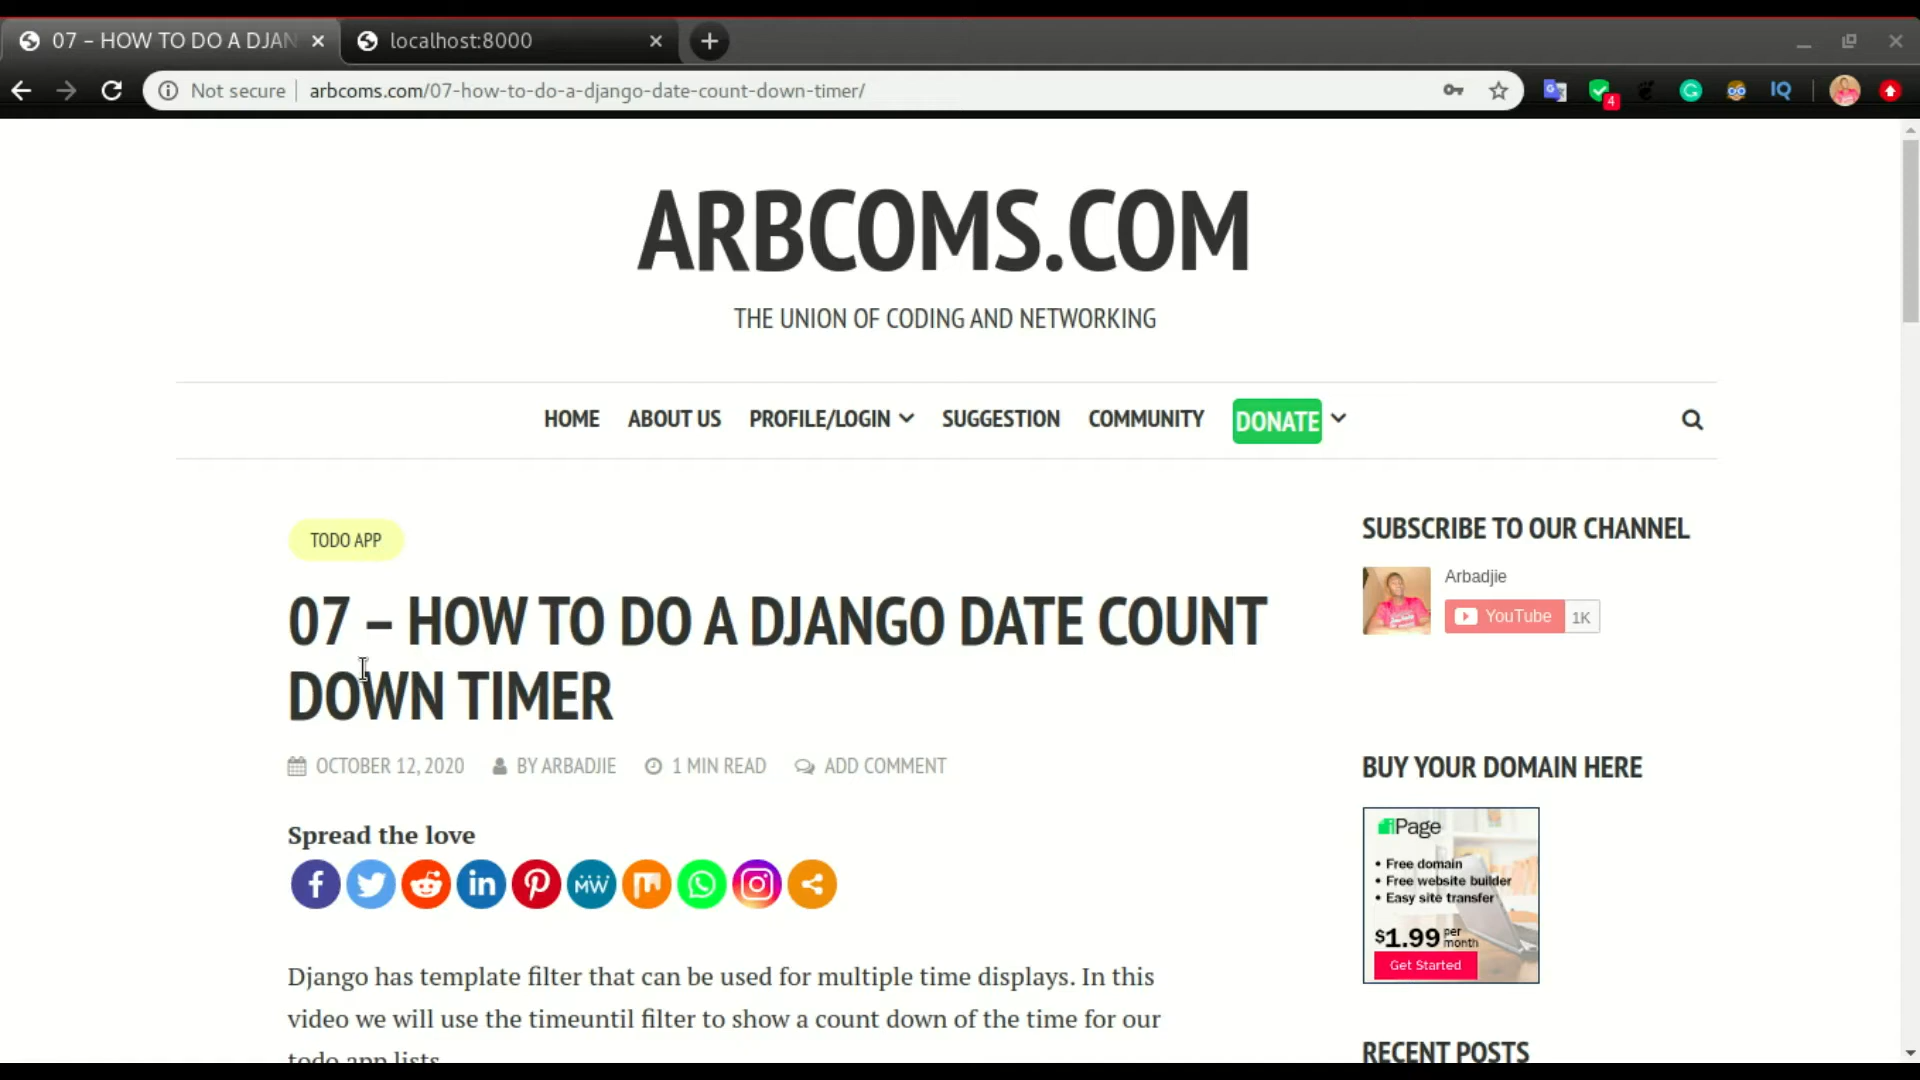 07 – HOW TO DO A DJAN
localhost:8000
Not secure
arbcoms.com/07-how-to-do-a-django-date-count-down-timer/
4
IQ
ARBCOMS.COM
THE UNION OF CODING AND NETWORKING
HOME ABOUT US PROFILE/LOGIN SUGGESTION COMMUNITY DONATE
TODO APP
07 – HOW TO DO A DJANGO DATE COUNT
DOWN TIMER
OCTOBER 12, 2020 BY ARBADJIE 1 MIN READ ADD COMMENT
Spread the love
Django has template filter that can be used for multiple time displays. In this
video we will use the timeuntil filter to show a count down of the time for our
todo app lists
SUBSCRIBE TO OUR CHANNEL
Arbadjie
YouTube 1K
BUY YOUR DOMAIN HERE
iPage
• Free domain
• Free website builder
• Easy site transfer
$1.99 per month
Get Started
RECENT POSTS